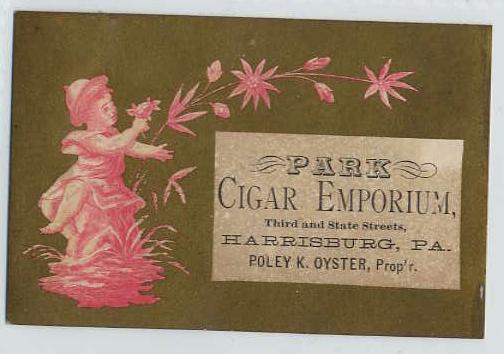 PARK
CIGAR EMPORIUM,
Third and State Streets,
HARRISBURG, PA.
POLEY K. OYSTER, Prop'r.